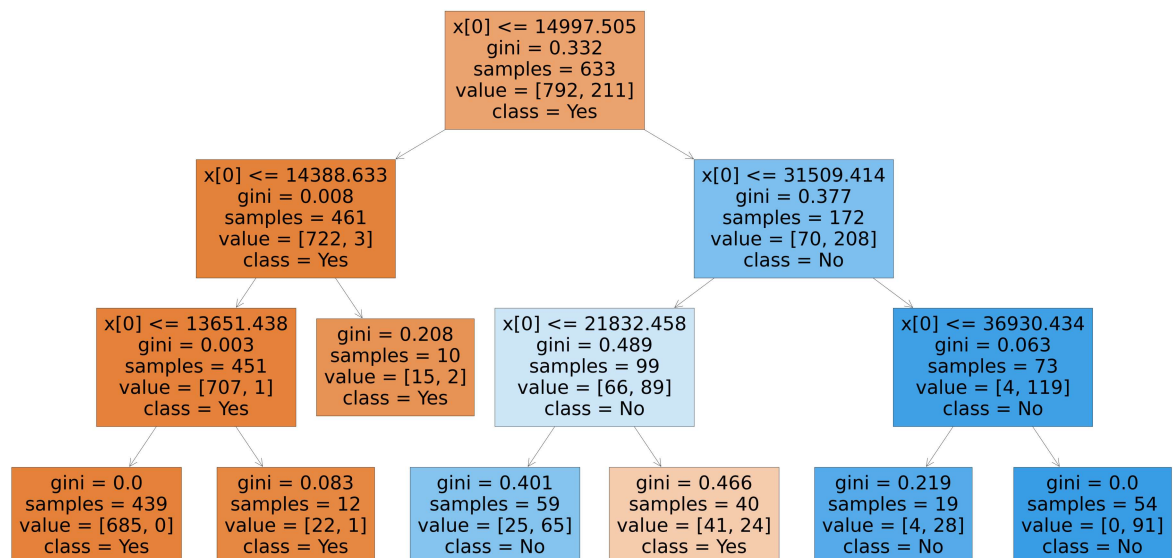 x[0] <= 14997.505
gini = 0.332
samples = 633
value = [792, 211]
class = Yes
x[0] <= 14388.633
gini = 0.008
samples = 461
value = [722, 3]
class = Yes
x[0] <= 31509.414
gini = 0.377
samples = 172
value = [70, 208]
class = No
x[0] <= 13651.438
gini = 0.003
samples = 451
value = [707, 1]
class = Yes
gini = 0.208
samples = 10
value = [15, 2]
class = Yes
x[0] <= 21832.458
gini = 0.489
samples = 99
value = [66, 89]
class = No
x[0] <= 36930.434
gini = 0.063
samples = 73
value = [4, 119]
class = No
gini = 0.0
samples = 439
value = [685, 0]
class = Yes
gini = 0.083
samples = 12
value = [22, 1]
class = Yes
gini = 0.401
samples = 59
value = [25, 65]
class = No
gini = 0.466
samples = 40
value = [41, 24]
class = Yes
gini = 0.219
samples = 19
value = [4, 28]
class = No
gini = 0.0
samples = 54
value = [0, 91]
class = No